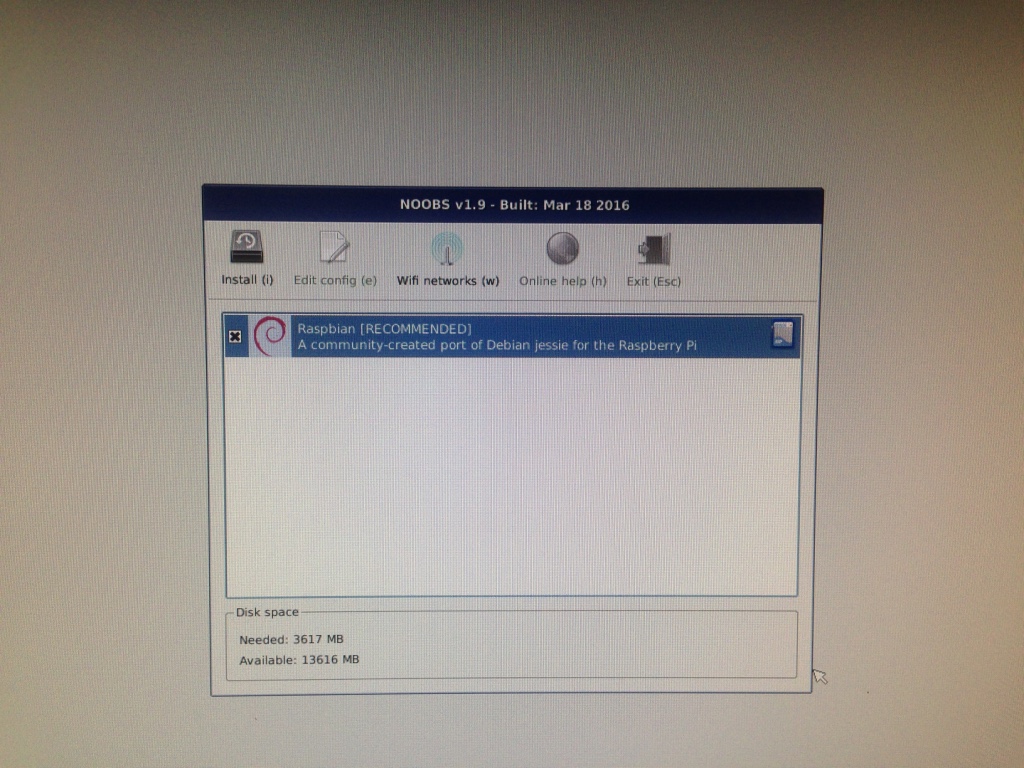 NOOBS v1.9 - Built: Mar 18 2016
Install (i) Edit config (e) Wifi networks (w) Online help (h) Exit (Esc)
Raspbian [RECOMMENDED]
A community-created port of Debian jessie for the Raspberry Pi
Disk space
Needed: 3617 MB
Available: 13616 MB